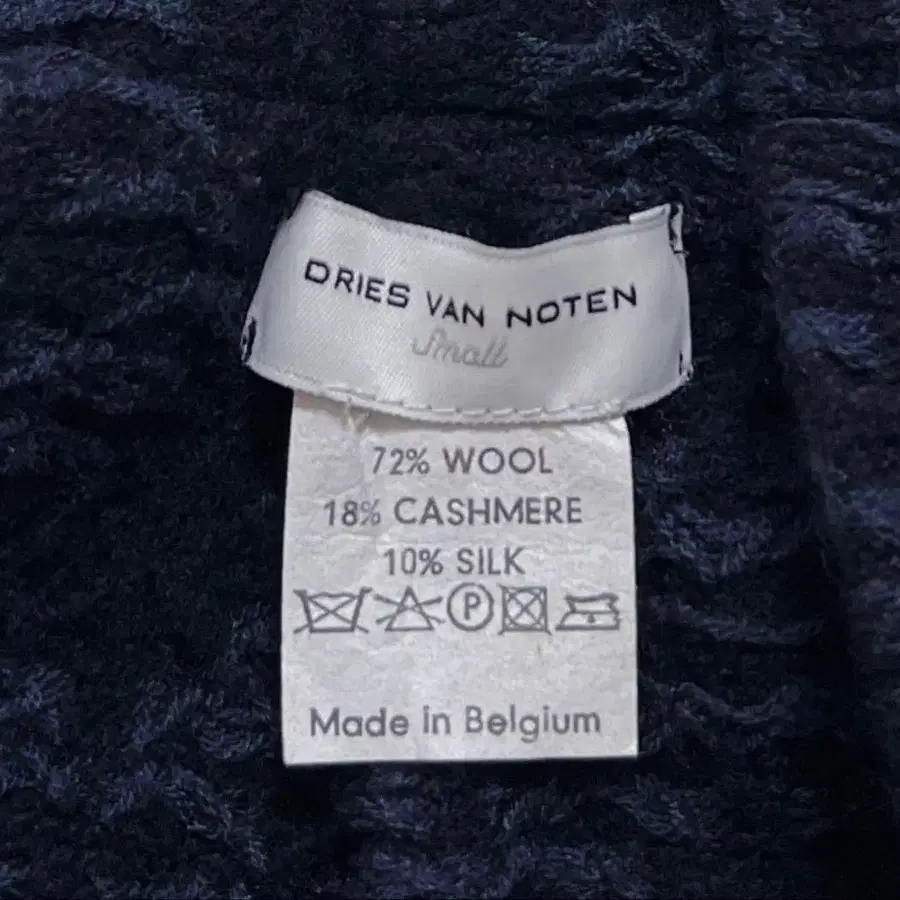 DRIES VAN NOTEN
Small
72% WOOL
18% CASHMERE
10% SILK
P
Made in Belgium